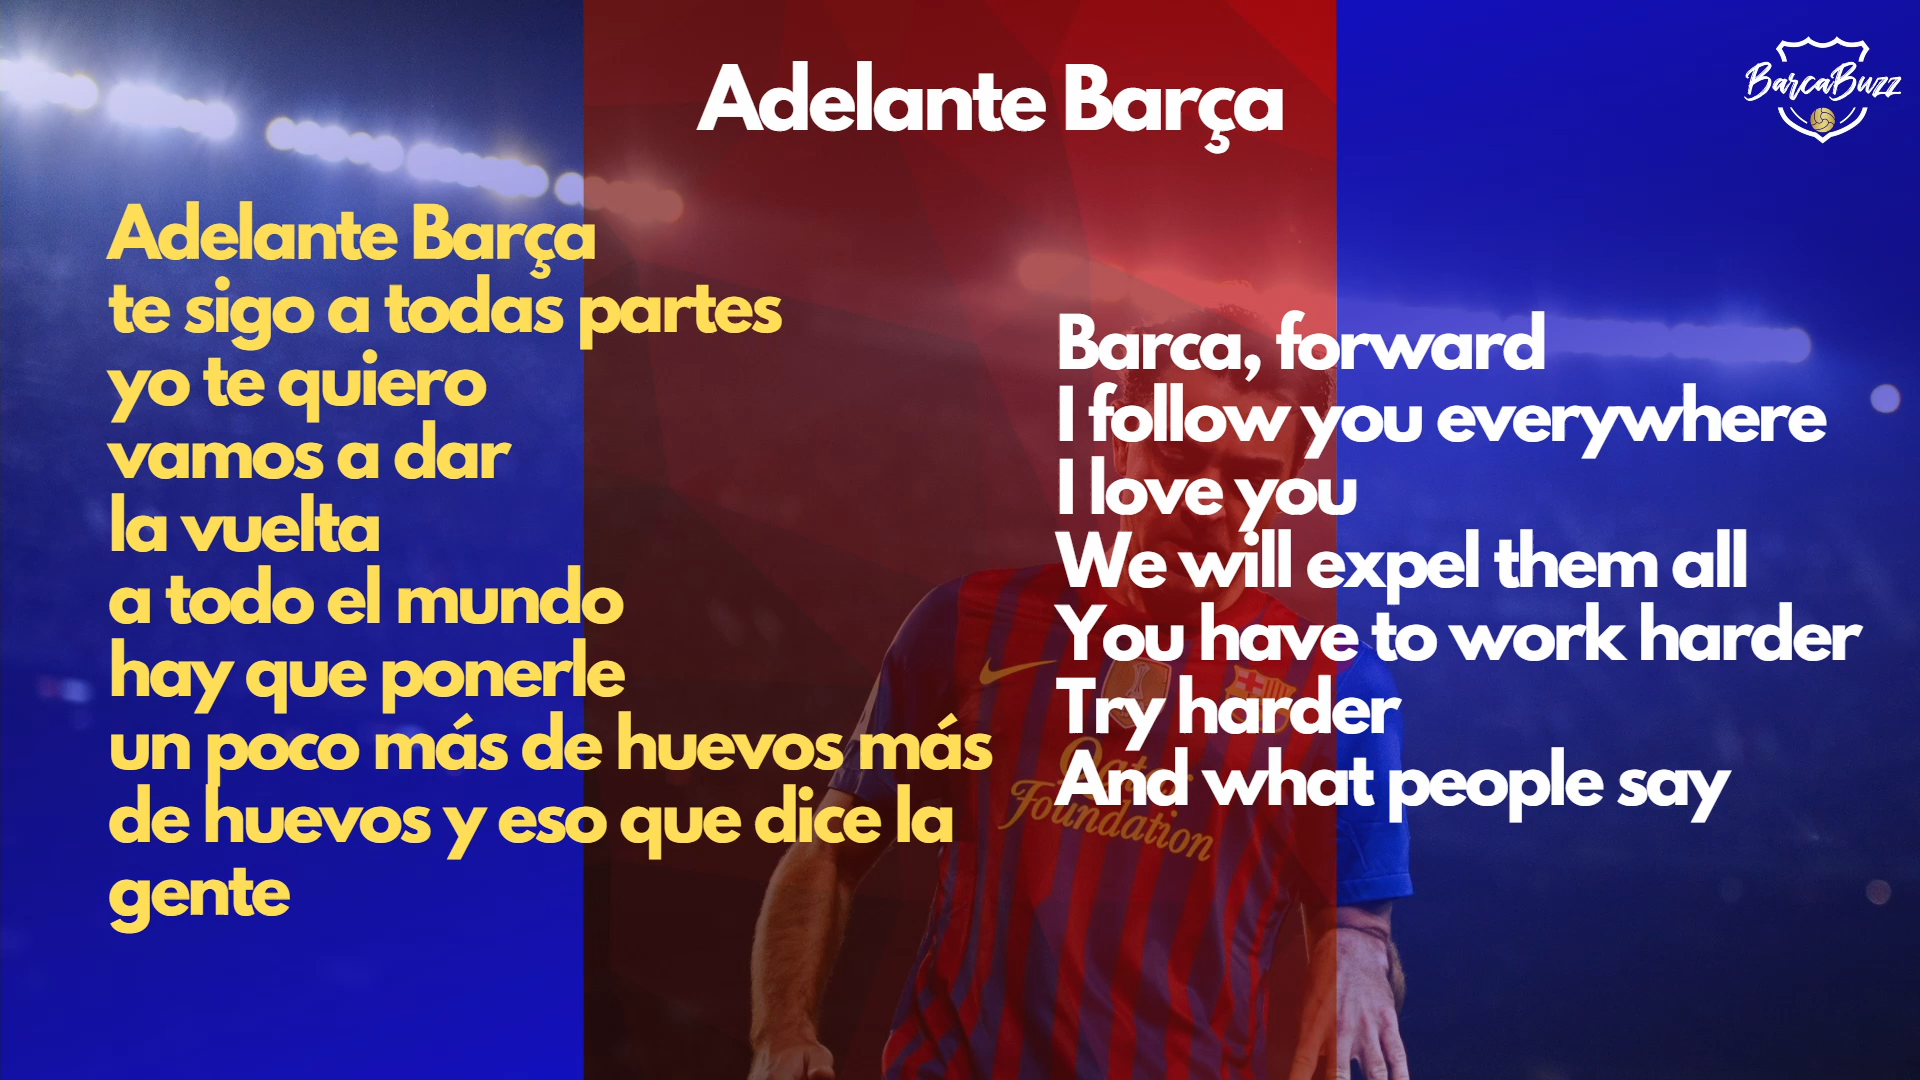 Adelante Barça
BarcaBuzz
Adelante Barça
te sigo a todas partes
yo te quiero
vamos a dar
la vuelta
a todo el mundo
hay que ponerle
un poco más de huevos más
de huevos y eso que dice la
gente
Barca, forward
I follow you everywhere
I love you
We will expel them all
You have to work harder
Try harder
And what people say
Qatar
Foundation